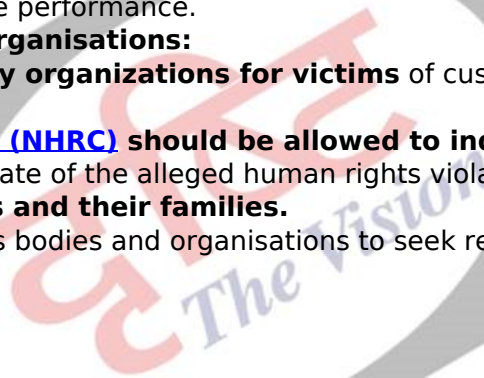 e performance.
rganisations:
y organizations for victims of cus
(NHRC) should be allowed to in
ate of the alleged human rights viola
s and their families.
s bodies and organisations to seek re
दृष्टि
The Vision